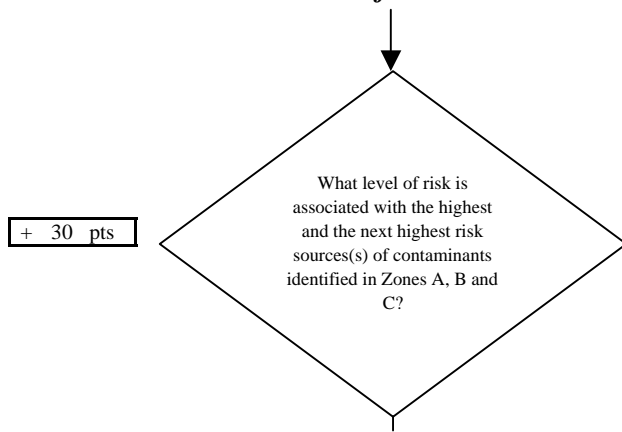 What level of risk is
associated with the highest
and the next highest risk
sources(s) of contaminants
identified in Zones A, B and
C?
+ 30 pts